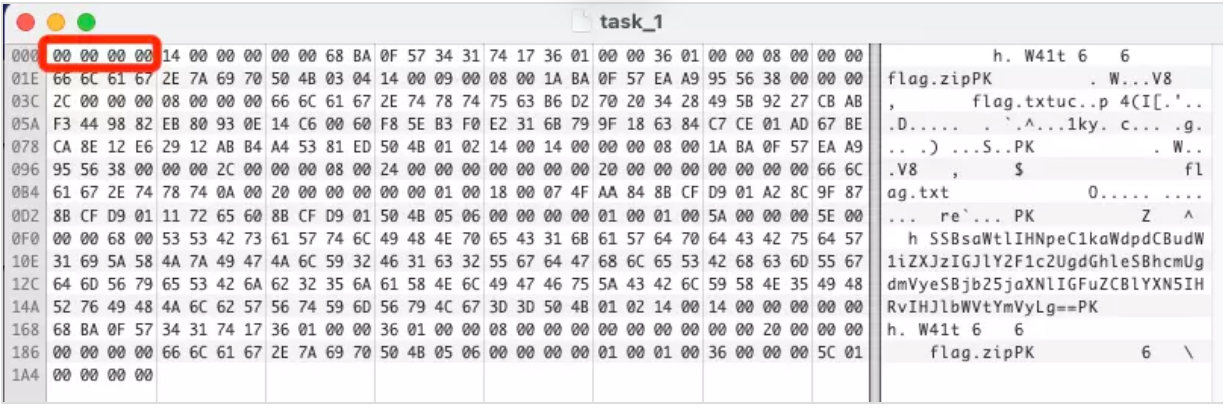 task_1
000 00 00 00 00 14 00 00 00 00 00 68 BA 0F 57 34 31 74 17 36 01 00 00 36 01 00 00 08 00 00 00 h. W41t 6 6
01E 66 6C 61 67 2E 7A 69 70 50 4B 03 04 14 00 09 00 08 00 1A BA 0F 57 EA A9 95 56 38 00 00 00 flag.zipPK . W...V8
03C 2C 00 00 00 08 00 00 00 66 6C 61 67 2E 74 78 74 75 63 B6 D2 70 20 34 28 49 5B 92 27 CB AB , flag.txtuc..p 4(I[.'..
05A F3 44 98 82 EB 80 93 0E 14 C6 00 60 F8 5E B3 F0 E2 31 6B 79 9F 18 63 84 C7 CE 01 AD 67 BE .D..... . `.^...1ky. c... .g.
078 CA 8E 12 E6 29 12 AB B4 A4 53 81 ED 50 4B 01 02 14 00 14 00 00 00 08 00 1A BA 0F 57 EA A9 .. .) ...S..PK . W..
096 95 56 38 00 00 00 2C 00 00 00 08 00 24 00 00 00 00 00 00 00 20 00 00 00 00 00 00 00 66 6C .V8 , $ fl
0B4 61 67 2E 74 78 74 0A 00 20 00 00 00 00 00 01 00 18 00 07 4F AA 84 8B CF D9 01 A2 8C 9F 87 ag.txt O..... ....
0D2 8B CF D9 01 11 72 65 60 8B CF D9 01 50 4B 05 06 00 00 00 00 01 00 01 00 5A 00 00 00 5E 00 ... re`... PK Z ^
0F0 00 00 68 00 53 53 42 73 61 57 74 6C 49 48 4E 70 65 43 31 6B 61 57 64 70 64 43 42 75 64 57 h SSBsaWtlIHNpeC1kaWdpdCBudW
10E 31 69 5A 58 4A 7A 49 47 4A 6C 59 32 46 31 63 32 55 67 64 47 68 6C 65 53 42 68 63 6D 55 67 1iZXJzIGJlY2F1c2UgdGhleSBhcmUg
12C 64 6D 56 79 65 53 42 6A 62 32 35 6A 61 58 4E 6C 49 47 46 75 5A 43 42 6C 59 58 4E 35 49 48 dmVyeSBjb25jaXNlIGFuZCBlYXN5IH
14A 52 76 49 48 4A 6C 62 57 56 74 59 6D 56 79 4C 67 3D 3D 50 4B 01 02 14 00 14 00 00 00 00 00 RvIHJlbWVtYmVyLg==PK
168 68 BA 0F 57 34 31 74 17 36 01 00 00 36 01 00 00 08 00 00 00 00 00 00 00 00 00 20 00 00 00 h. W41t 6 6
186 00 00 00 00 66 6C 61 67 2E 7A 69 70 50 4B 05 06 00 00 00 00 01 00 01 00 36 00 00 00 5C 01 flag.zipPK 6 \
1A4 00 00 00 00